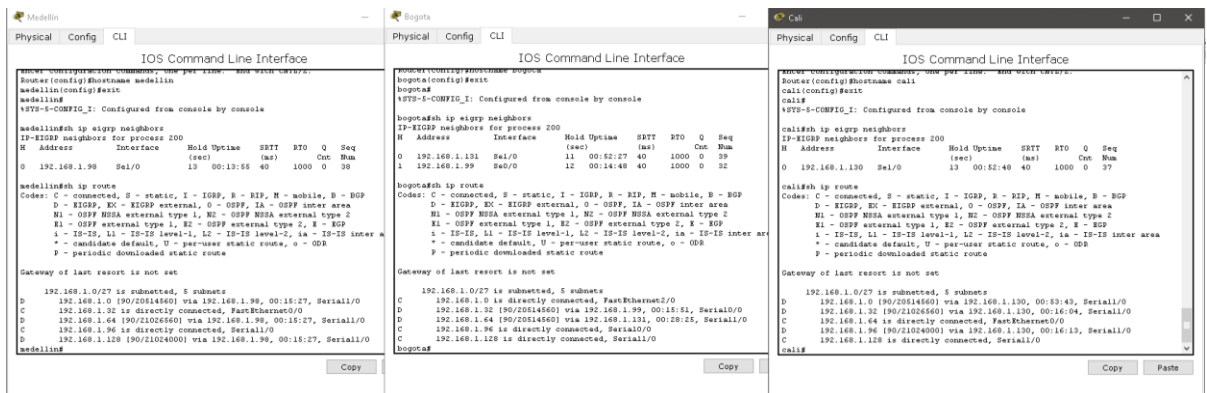 Medellin
Physical Config CLI
IOS Command Line Interface
Enter configuration commands, one per line. End with CNTL/Z.
Router(config)#hostname medellin
medellin(config)#exit
medellin#
%SYS-5-CONFIG_I: Configured from console by console
medellin#sh ip eigrp neighbors
IP-EIGRP neighbors for process 200
H Address Interface Hold Uptime SRTT RTO Q Seq
(sec) (ms) Cnt Num
0 192.168.1.98 Se1/0 13 00:13:55 40 1000 0 38
medellin#sh ip route
Codes: C - connected, S - static, I - IGRP, R - RIP, M - mobile, B - BGP
D - EIGRP, EX - EIGRP external, O - OSPF, IA - OSPF inter area
N1 - OSPF NSSA external type 1, N2 - OSPF NSSA external type 2
E1 - OSPF external type 1, E2 - OSPF external type 2, E - EGP
i - IS-IS, L1 - IS-IS level-1, L2 - IS-IS level-2, ia - IS-IS inter a
* - candidate default, U - per-user static route, o - ODR
P - periodic downloaded static route
Gateway of last resort is not set
192.168.1.0/27 is subnetted, 5 subnets
D 192.168.1.0 [90/20514560] via 192.168.1.98, 00:15:27, Serial1/0
C 192.168.1.32 is directly connected, FastEthernet0/0
D 192.168.1.64 [90/21026560] via 192.168.1.98, 00:15:27, Serial1/0
C 192.168.1.96 is directly connected, Serial1/0
D 192.168.1.128 [90/21024000] via 192.168.1.98, 00:15:27, Serial1/0
medellin#
Copy
Bogota
Physical Config CLI
IOS Command Line Interface
Router(config)#hostname bogota
bogota(config)#exit
bogota#
%SYS-5-CONFIG_I: Configured from console by console
bogota#sh ip eigrp neighbors
IP-EIGRP neighbors for process 200
H Address Interface Hold Uptime SRTT RTO Q Seq
(sec) (ms) Cnt Num
0 192.168.1.131 Se1/0 11 00:52:27 40 1000 0 39
1 192.168.1.99 Se0/0 12 00:14:48 40 1000 0 32
bogota#sh ip route
Codes: C - connected, S - static, I - IGRP, R - RIP, M - mobile, B - BGP
D - EIGRP, EX - EIGRP external, O - OSPF, IA - OSPF inter area
N1 - OSPF NSSA external type 1, N2 - OSPF NSSA external type 2
E1 - OSPF external type 1, E2 - OSPF external type 2, E - EGP
i - IS-IS, L1 - IS-IS level-1, L2 - IS-IS level-2, ia - IS-IS inter ar
* - candidate default, U - per-user static route, o - ODR
P - periodic downloaded static route
Gateway of last resort is not set
192.168.1.0/27 is subnetted, 5 subnets
C 192.168.1.0 is directly connected, FastEthernet2/0
D 192.168.1.32 [90/20514560] via 192.168.1.99, 00:15:51, Serial0/0
D 192.168.1.64 [90/20514560] via 192.168.1.131, 00:28:25, Serial1/0
C 192.168.1.96 is directly connected, Serial0/0
C 192.168.1.128 is directly connected, Serial1/0
bogota#
Copy
Cali
Physical Config CLI
IOS Command Line Interface
Enter configuration commands, one per line. End with CNTL/Z.
Router(config)#hostname cali
cali(config)#exit
cali#
%SYS-5-CONFIG_I: Configured from console by console
cali#sh ip eigrp neighbors
IP-EIGRP neighbors for process 200
H Address Interface Hold Uptime SRTT RTO Q Seq
(sec) (ms) Cnt Num
0 192.168.1.130 Se1/0 13 00:52:48 40 1000 0 37
cali#sh ip route
Codes: C - connected, S - static, I - IGRP, R - RIP, M - mobile, B - BGP
D - EIGRP, EX - EIGRP external, O - OSPF, IA - OSPF inter area
N1 - OSPF NSSA external type 1, N2 - OSPF NSSA external type 2
E1 - OSPF external type 1, E2 - OSPF external type 2, E - EGP
i - IS-IS, L1 - IS-IS level-1, L2 - IS-IS level-2, ia - IS-IS inter area
* - candidate default, U - per-user static route, o - ODR
P - periodic downloaded static route
Gateway of last resort is not set
192.168.1.0/27 is subnetted, 5 subnets
D 192.168.1.0 [90/20514560] via 192.168.1.130, 00:53:43, Serial1/0
D 192.168.1.32 [90/21026560] via 192.168.1.130, 00:16:04, Serial1/0
C 192.168.1.64 is directly connected, FastEthernet0/0
D 192.168.1.96 [90/21024000] via 192.168.1.130, 00:16:13, Serial1/0
C 192.168.1.128 is directly connected, Serial1/0
cali#
Copy Paste